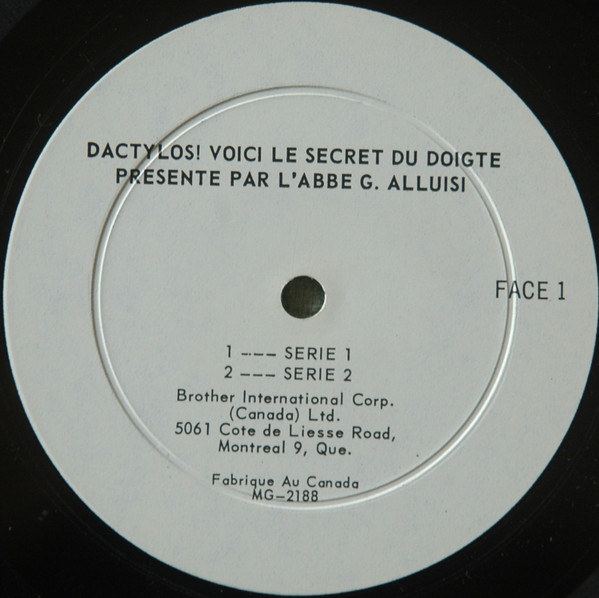 DACTYLOS! VOICI LE SECRET DU DOIGTE
PRESENTE PAR L'ABBE G. ALLUISI
FACE 1
1 ---- SERIE 1
2 --- SERIE 2
Brother International Corp.
(Canada) Ltd.
5061 Cote de Liesse Road,
Montreal 9, Que.
Fabrique Au Canada
MG-2188